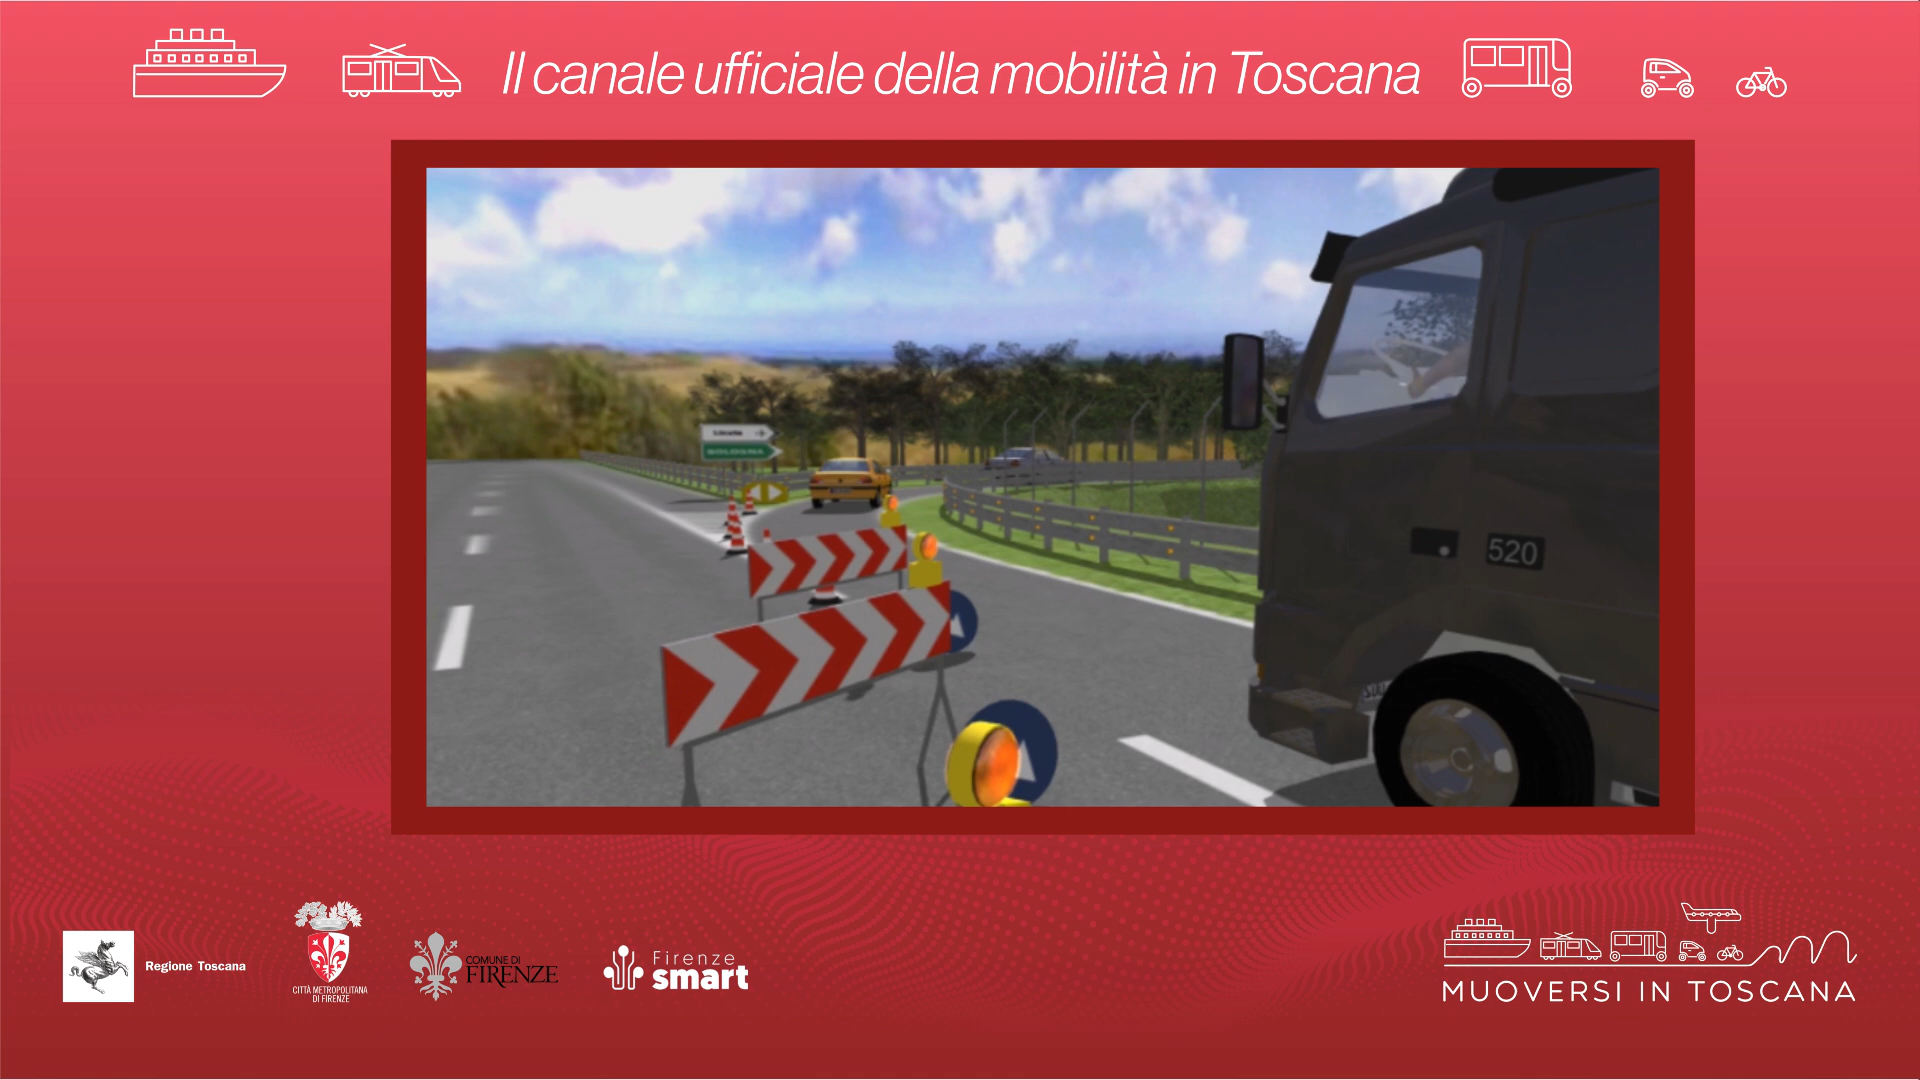 Il canale ufficiale della mobilità in Toscana
BOLOGNA
520
Regione Toscana
CITTÀ METROPOLITANA
DI FIRENZE
COMUNE DI
FIRENZE
Firenze
smart
MUOVERSI IN TOSCANA